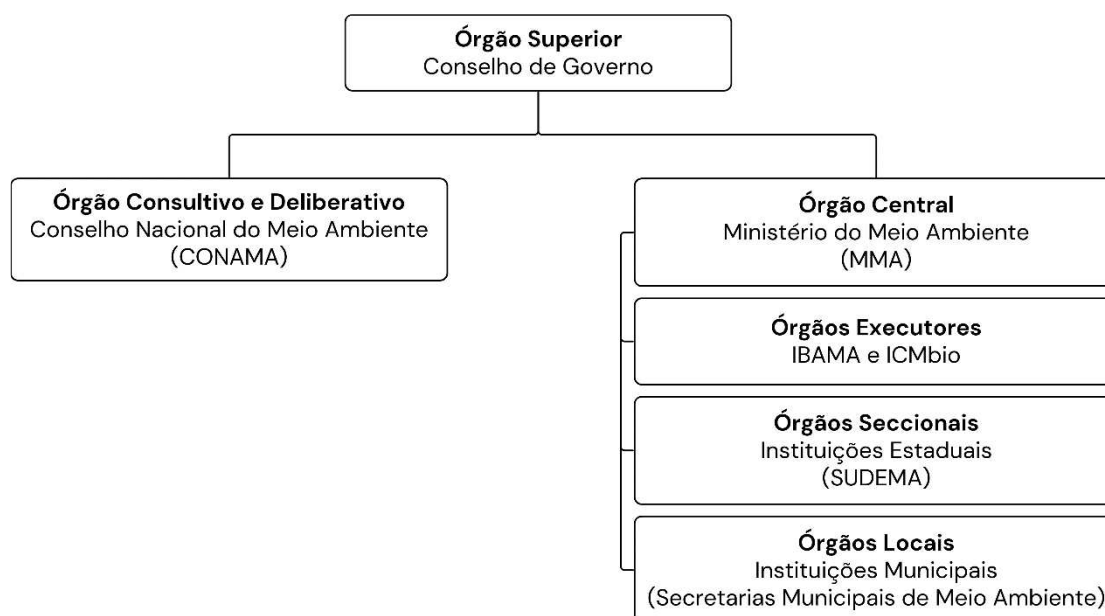 Órgão Superior
Conselho de Governo
Órgão Consultivo e Deliberativo
Conselho Nacional do Meio Ambiente
(CONAMA)
Órgão Central
Ministério do Meio Ambiente
(MMA)
Órgãos Executores
IBAMA e ICMbio
Órgãos Seccionais
Instituições Estaduais
(SUDEMA)
Órgãos Locais
Instituições Municipais
(Secretarias Municipais de Meio Ambiente)